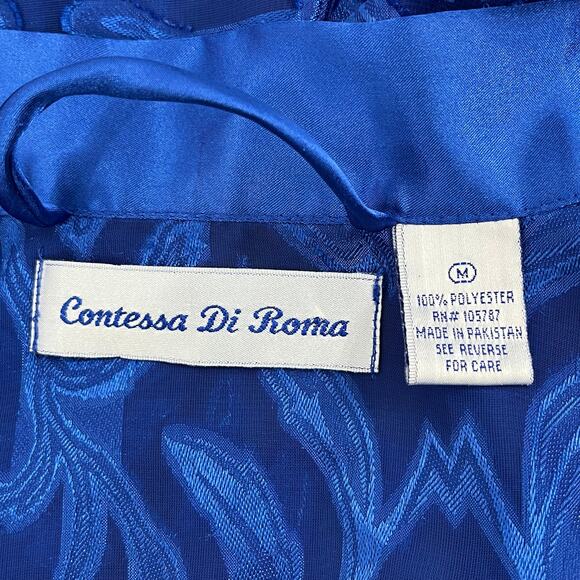 Contessa Di Roma
M
100% POLYESTER
RN# 105787
MADE IN PAKISTAN
SEE REVERSE
FOR CARE